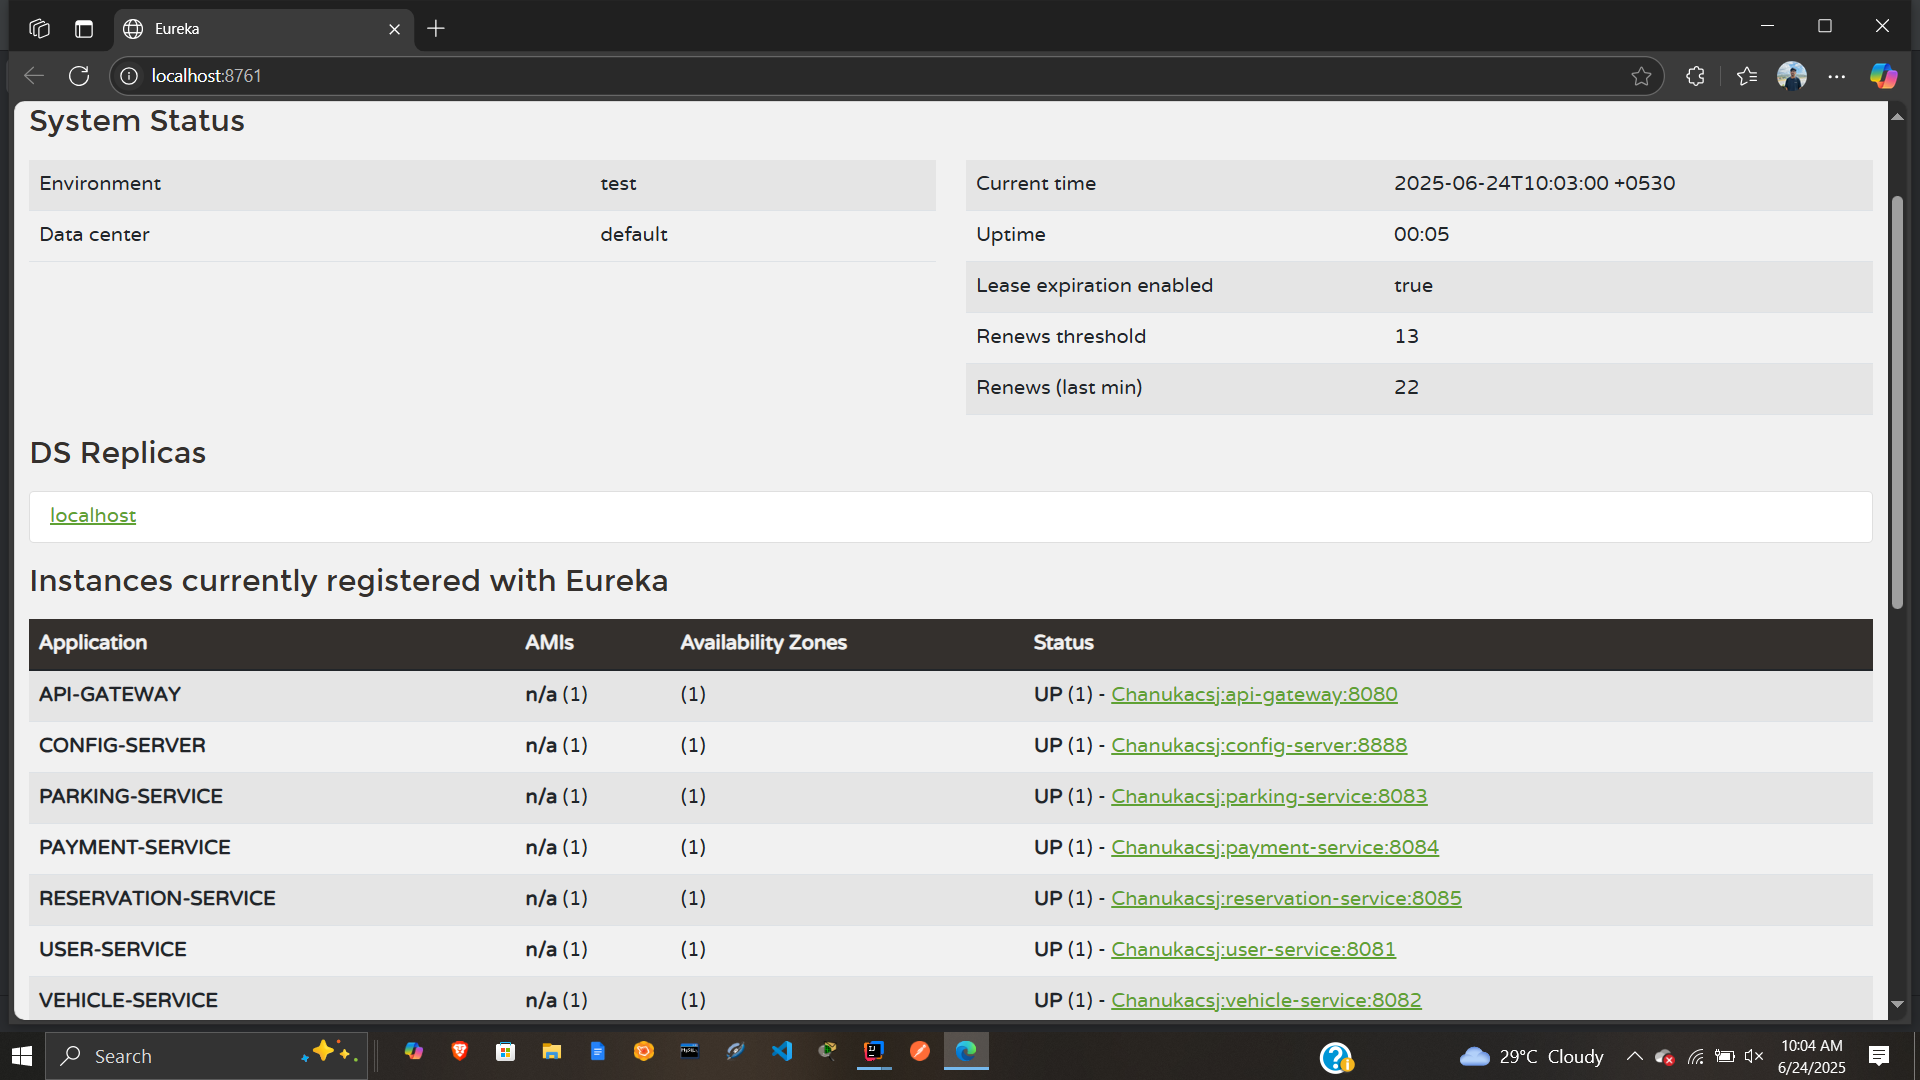 Eureka
localhost:8761
System Status
Environment test
Data center default
Current time 2025-06-24T10:03:00 +0530
Uptime 00:05
Lease expiration enabled true
Renews threshold 13
Renews (last min) 22
DS Replicas
localhost
Instances currently registered with Eureka
Application AMIs Availability Zones Status
API-GATEWAY n/a (1) (1) UP (1) - Chanukacsj:api-gateway:8080
CONFIG-SERVER n/a (1) (1) UP (1) - Chanukacsj:config-server:8888
PARKING-SERVICE n/a (1) (1) UP (1) - Chanukacsj:parking-service:8083
PAYMENT-SERVICE n/a (1) (1) UP (1) - Chanukacsj:payment-service:8084
RESERVATION-SERVICE n/a (1) (1) UP (1) - Chanukacsj:reservation-service:8085
USER-SERVICE n/a (1) (1) UP (1) - Chanukacsj:user-service:8081
VEHICLE-SERVICE n/a (1) (1) UP (1) - Chanukacsj:vehicle-service:8082
Search
29°C Cloudy
10:04 AM
6/24/2025